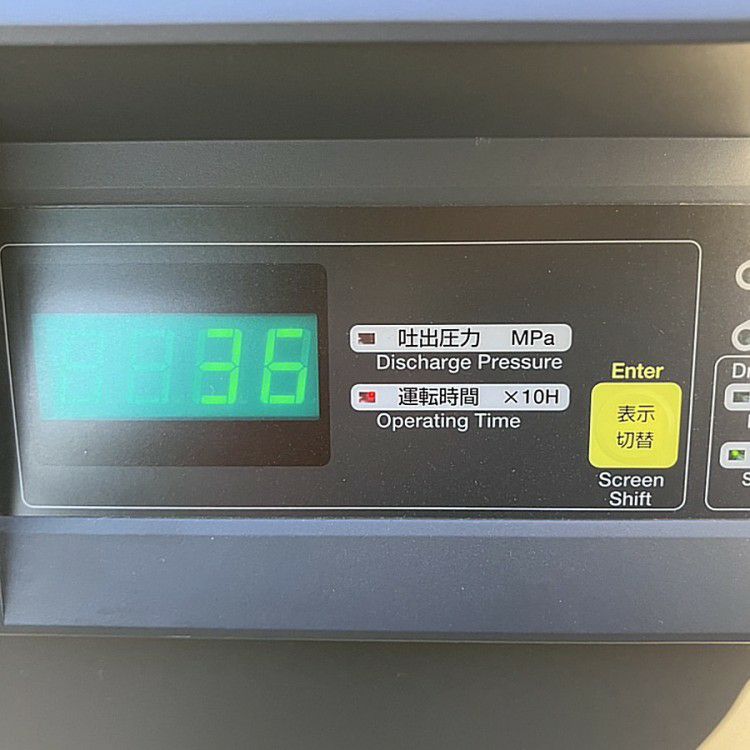 36
吐出圧力 MPa
Discharge Pressure
運転時間 ×10H
Operating Time
Enter
表示
切替
Screen
Shift